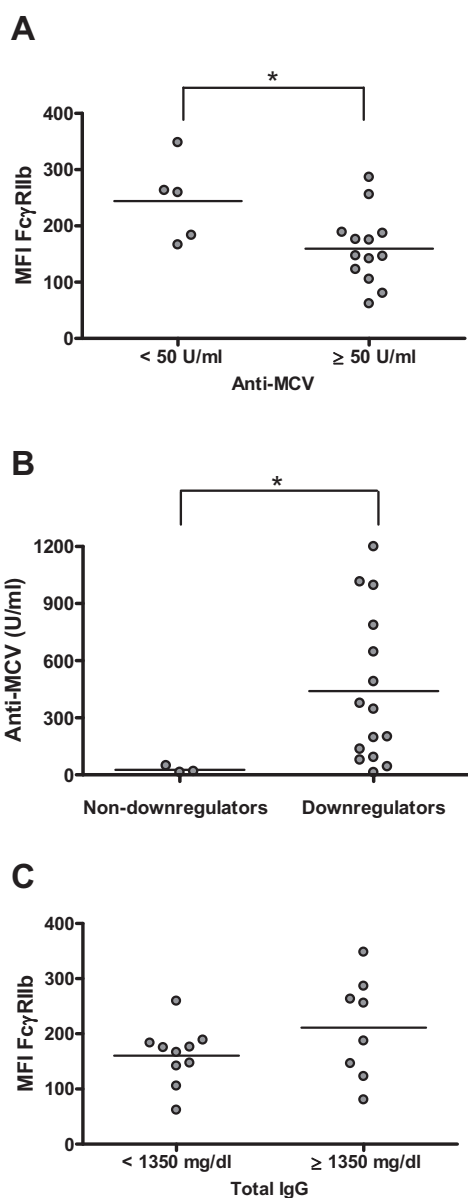 A
*
MFI FcγRIIb
400
300
200
100
0
< 50 U/ml
≥ 50 U/ml
Anti-MCV
B
*
Anti-MCV (U/ml)
1200
900
600
300
0
Non-downregulators
Downregulators
C
MFI FcγRIIb
400
300
200
100
0
< 1350 mg/dl
≥ 1350 mg/dl
Total IgG